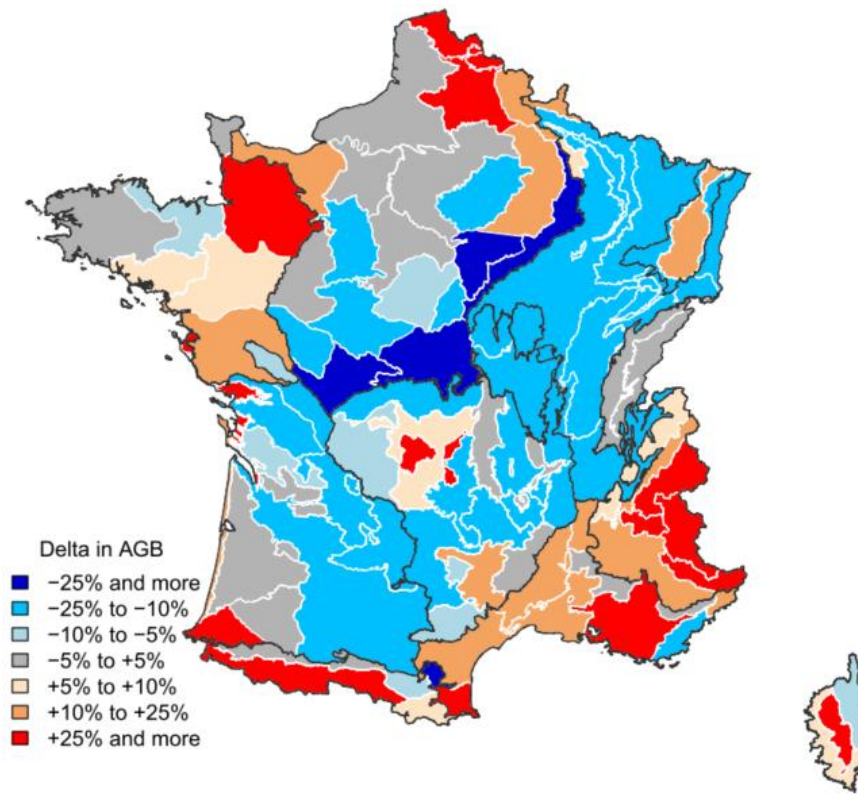 Delta in AGB
−25% and more
−25% to −10%
−10% to −5%
−5% to +5%
+5% to +10%
+10% to +25%
+25% and more